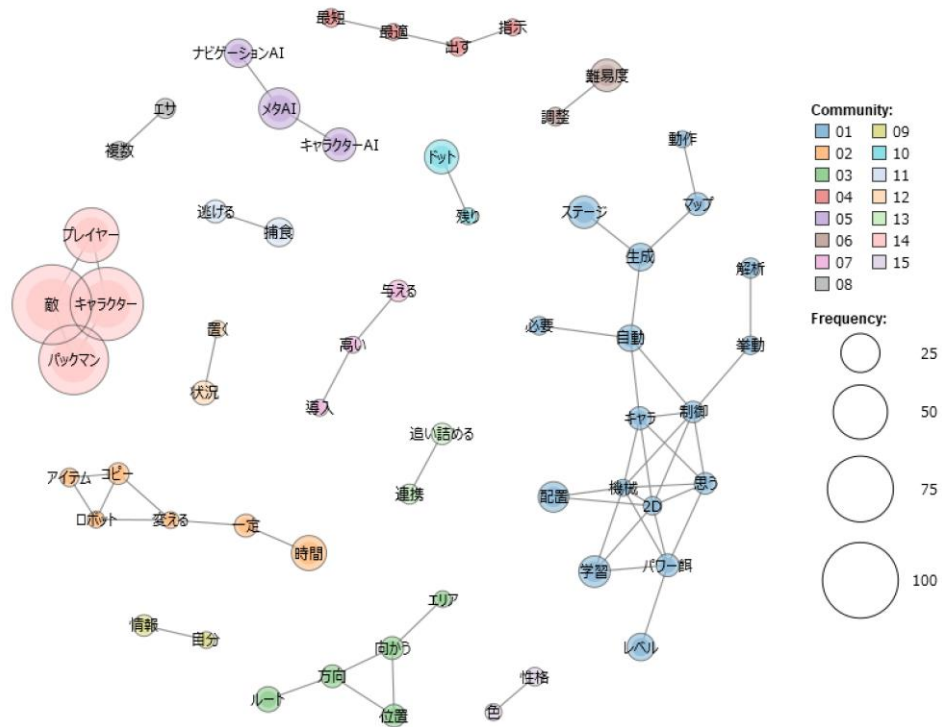 最短
最適
出す
指示
ナビゲーションAI
メタAI
キャラクターAI
難易度
調整
エサ
複数
ドット
残り
動作
マップ
ステージ
生成
解析
挙動
必要
自動
逃げる
捕食
プレイヤー
敵
キャラクター
パックマン
置く
状況
与える
高い
導入
追い詰める
連携
キャラ
制御
機械
思う
配置
2D
学習
パワー餌
レベル
アイテム
コピー
ロボット
変える
一定
時間
情報
自分
エリア
向かう
方向
ルート
位置
性格
色
Community:
01 09
02 10
03 11
04 12
05 13
06 14
07 15
08
Frequency:
25
50
75
100